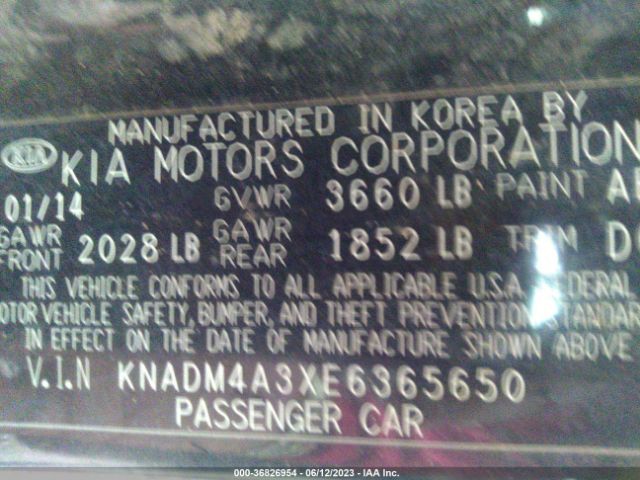 MANUFACTURED IN KOREA BY
KIA KIA MOTORS CORPORATION
01/14 GVWR 3660 LB PAINT
GAWR FRONT 2028 LB GAWR REAR 1852 LB TRIM
THIS VEHICLE CONFORMS TO ALL APPLICABLE U.S.A. FEDERAL
MOTOR VEHICLE SAFETY, BUMPER, AND THEFT PREVENTION STANDAR
IN EFFECT ON THE DATE OF MANUFACTURE SHOWN ABOVE
V.I.N KNADM4A3XE6365650
PASSENGER CAR
000-36826954 - 06/12/2023 - IAA Inc.